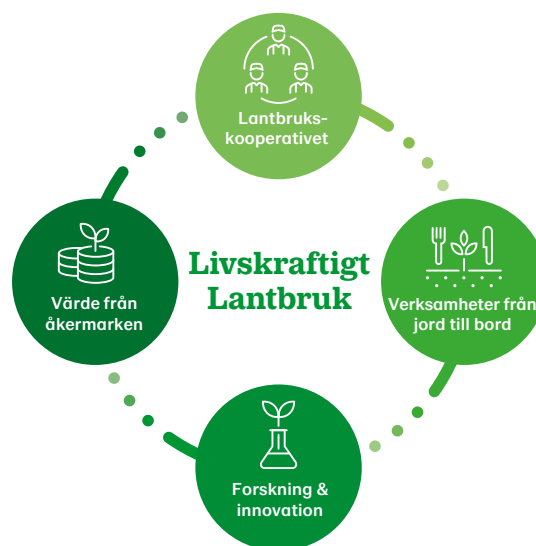 Lantbruks-
kooperativet
Livskraftigt
Lantbruk
Värde från
åkermarken
Verksamheter från
jord till bord
Forskning &
innovation